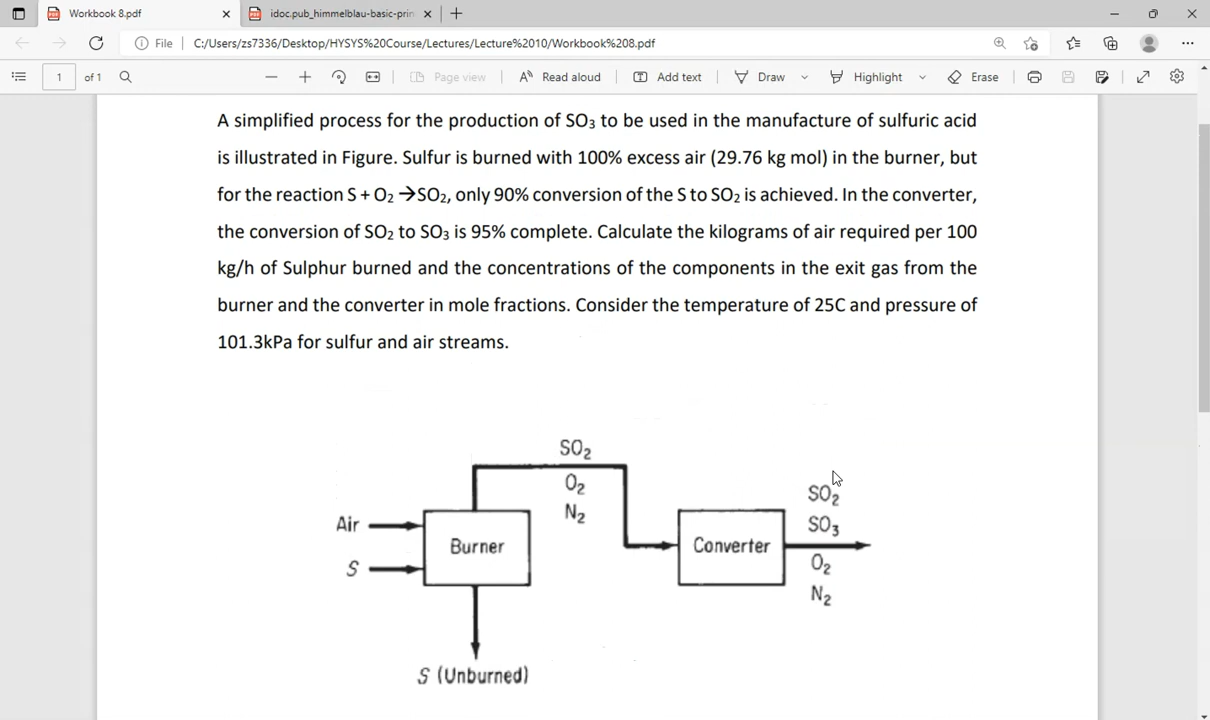 Workbook 8.pdf
idoc.pub_himmelblau-basic-prin
File
C:/Users/zs7336/Desktop/HYSYS%20Course/Lectures/Lecture%2010/Workbook%208.pdf
1 of 1
Page view
Read aloud
Add text
Draw
Highlight
Erase
A simplified process for the production of SO₃ to be used in the manufacture of sulfuric acid
is illustrated in Figure. Sulfur is burned with 100% excess air (29.76 kg mol) in the burner, but
for the reaction S + O₂ →SO₂, only 90% conversion of the S to SO₂ is achieved. In the converter,
the conversion of SO₂ to SO₃ is 95% complete. Calculate the kilograms of air required per 100
kg/h of Sulphur burned and the concentrations of the components in the exit gas from the
burner and the converter in mole fractions. Consider the temperature of 25C and pressure of
101.3kPa for sulfur and air streams.
SO₂
O₂
N₂
Air
S
Burner
S (Unburned)
Converter
SO₂
SO₃
O₂
N₂